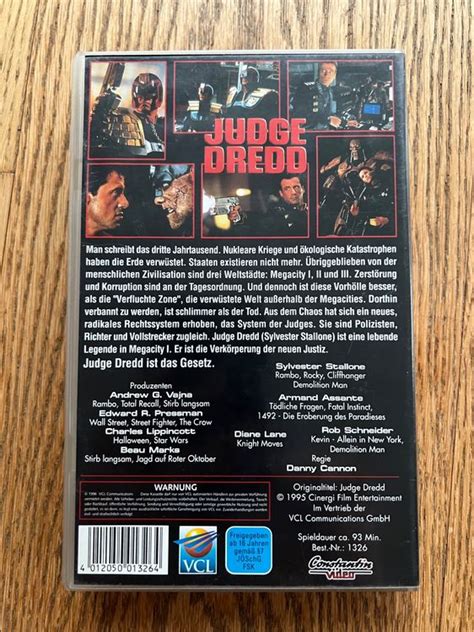 JUDGE
DREDD
Man schreibt das dritte Jahrtausend. Nukleare Kriege und ökologische Katastrophen
haben die Erde verwüstet. Staaten existieren nicht mehr. Übriggeblieben von der
menschlichen Zivilisation sind drei Weltstädte: Megacity I, II und III. Zerstörung
und Korruption sind an der Tagesordnung. Und dennoch ist diese Vorhölle besser,
als die "Verfluchte Zone", die verwüstete Welt außerhalb der Megacities. Dorthin
verbannt zu werden, ist schlimmer als der Tod. Aus dem Chaos hat sich ein neues,
radikales Rechtssystem erhoben, das System der Judges. Sie sind Polizisten,
Richter und Vollstrecker zugleich. Judge Dredd (Sylvester Stallone) ist eine lebende
Legende in Megacity I. Er ist die Verkörperung der neuen Justiz.
Judge Dredd ist das Gesetz.
Produzenten
Andrew G. Vajna
Rambo, Total Recall, Stirb langsam
Edward R. Pressman
Wall Street, Street Fighter, The Crow
Charles Lippincott
Halloween, Star Wars
Beau Marks
Stirb langsam, Jagd auf Roter Oktober
Sylvester Stallone
Rambo, Rocky, Cliffhanger
Demolition Man
Armand Assante
Tödliche Fragen, Fatal Instinct,
1492 - Die Eroberung des Paradieses
Diane Lane
Knight Moves
Rob Schneider
Kevin - Allein in New York,
Demolition Man
Regie
Danny Cannon
WARNUNG
VCL Communications
4 012050 013264
VCL
Freigegeben
ab 16 Jahren
gemäß §7
JÖSchG
FSK
Originaltitel: Judge Dredd
© 1995 Cinergi Film Entertainment
Im Vertrieb der
VCL Communications GmbH
Spieldauer ca. 93 Min.
Best.-Nr.: 1326
Constantin
Video